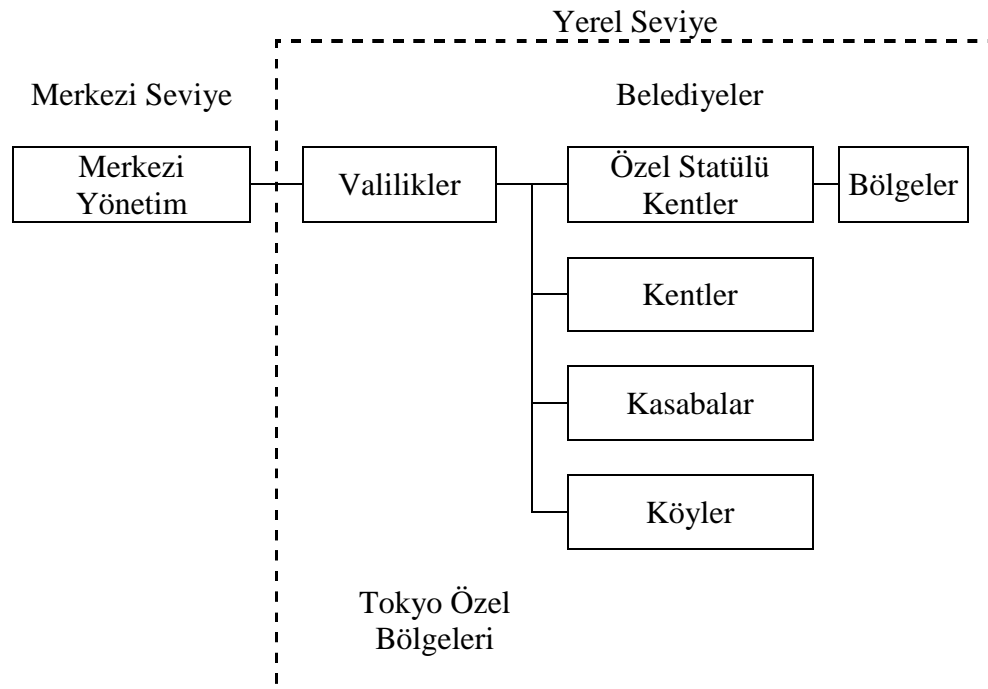 Yerel Seviye
Merkezi Seviye
Belediyeler
Merkezi
Yönetim
Valilikler
Özel Statülü
Kentler
Bölgeler
Kentler
Kasabalar
Köyler
Tokyo Özel
Bölgeleri